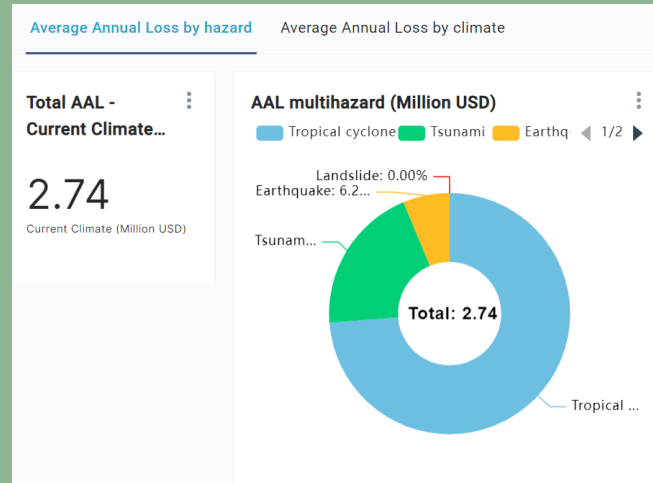 Average Annual Loss by hazard
Average Annual Loss by climate
Total AAL -
Current Climate...
2.74
Current Climate (Million USD)
AAL multihazard (Million USD)
Tropical cyclone
Tsunami
Earthq
1/2
Landslide: 0.00%
Earthquake: 6.2...
Tsunam...
Total: 2.74
Tropical ...